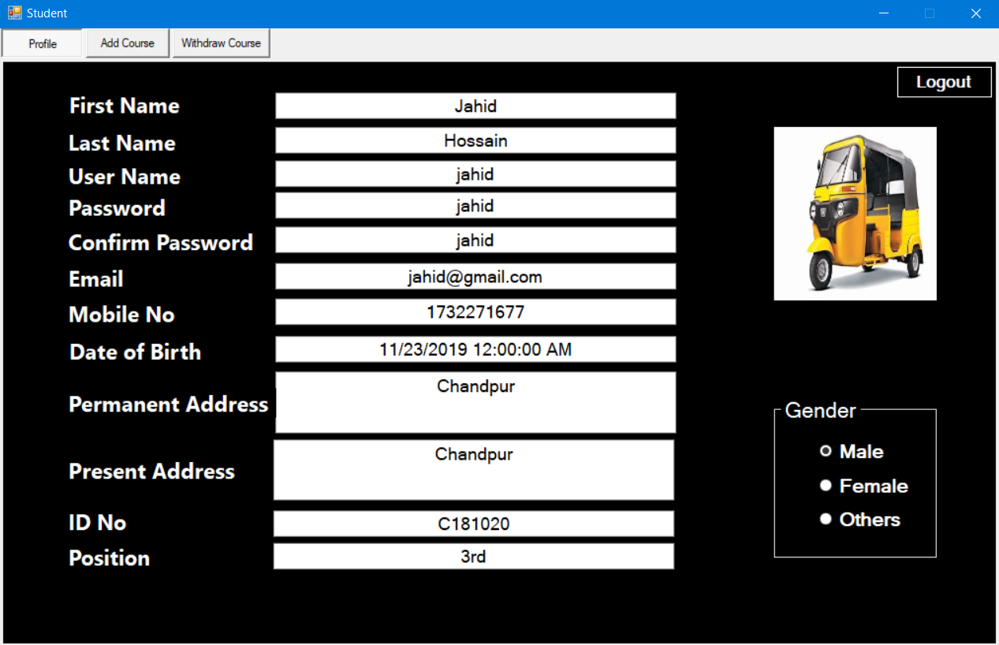 Student
Profile Add Course Withdraw Course
Logout
First Name Jahid
Last Name Hossain
User Name jahid
Password jahid
Confirm Password jahid
Email jahid@gmail.com
Mobile No 1732271677
Date of Birth 11/23/2019 12:00:00 AM
Permanent Address Chandpur
Present Address Chandpur
ID No C181020
Position 3rd
Gender
Male
Female
Others